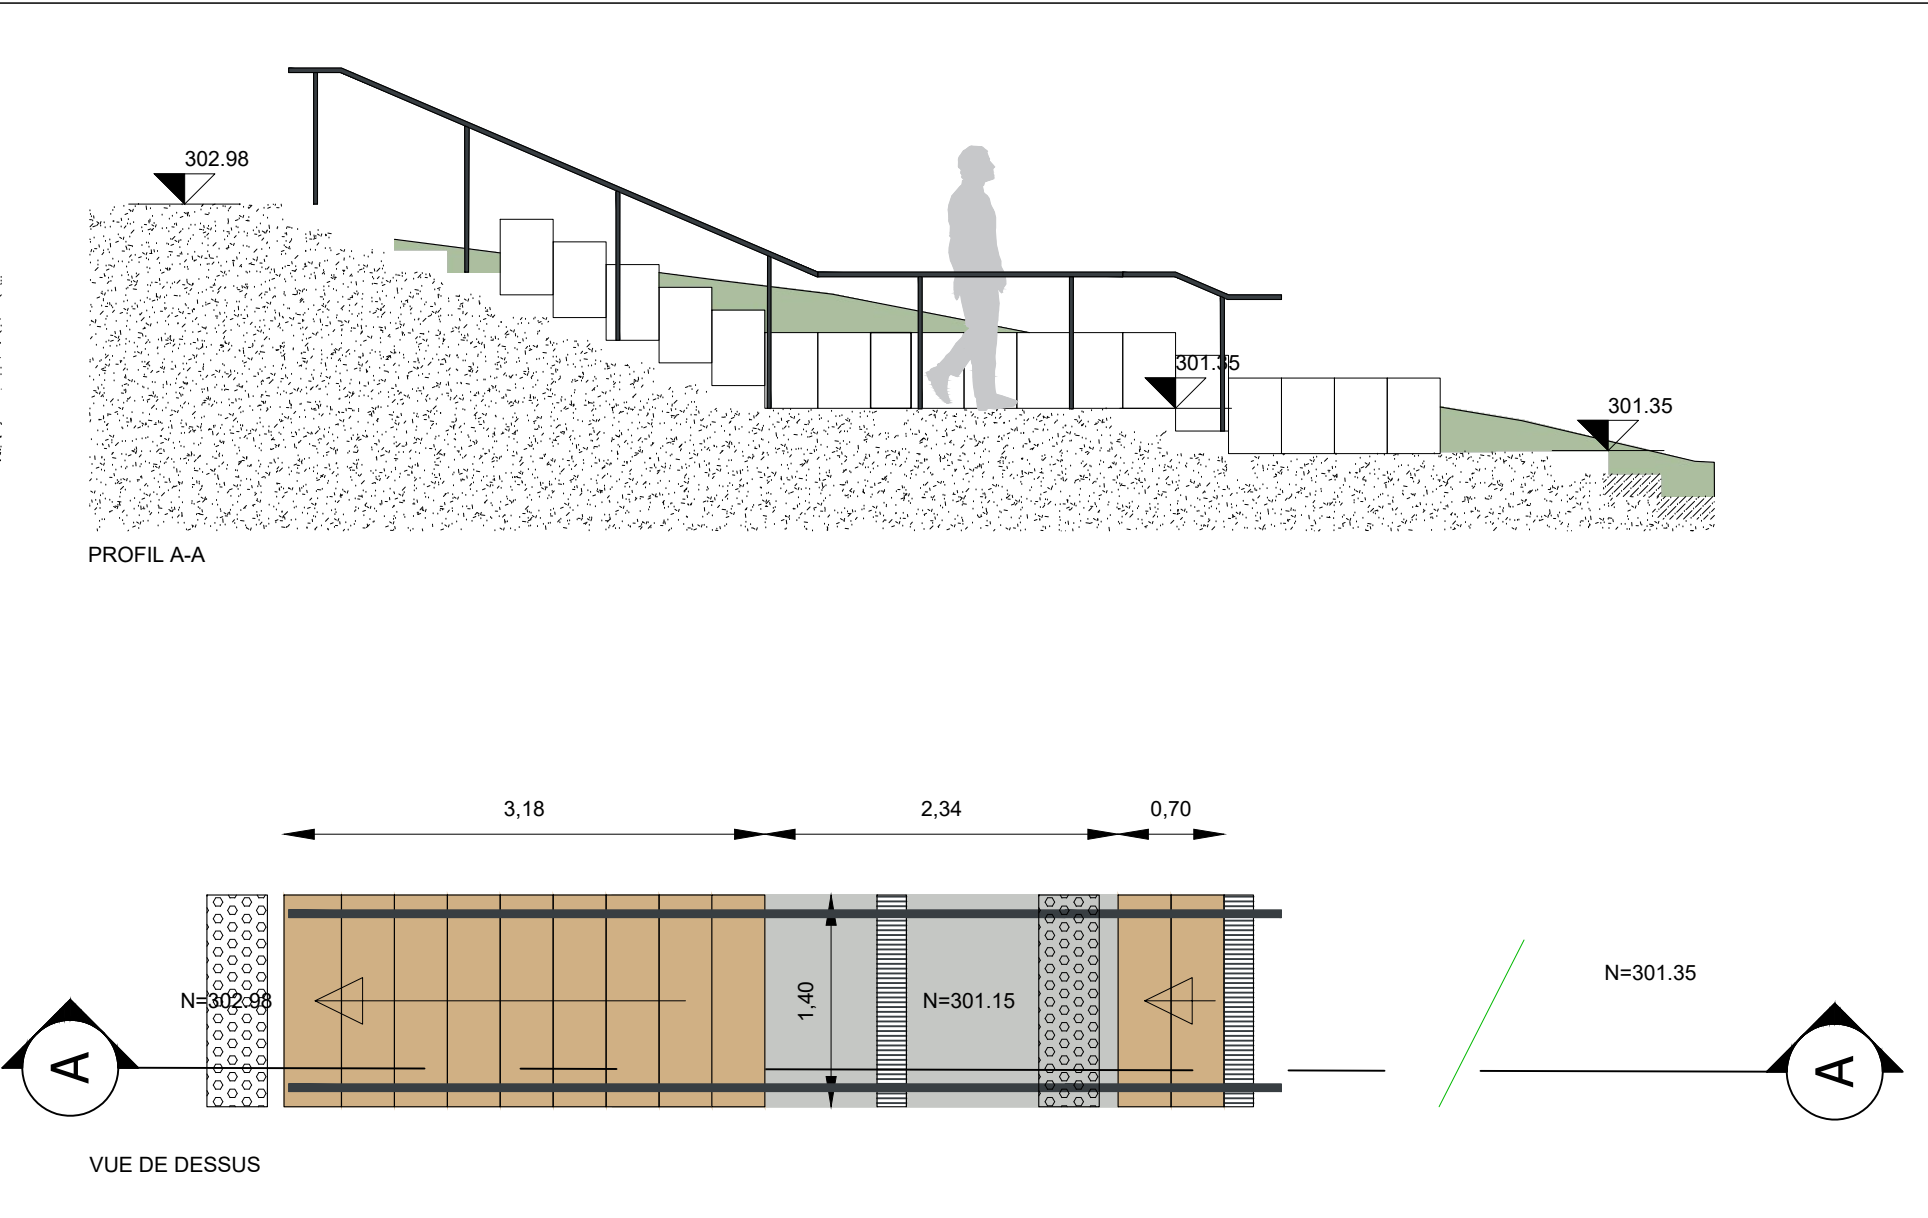 302.98
301.35
301.35
PROFIL A-A
3,18
2,34
0,70
1,40
N=302.98
N=301.15
N=301.35
A
A
VUE DE DESSUS